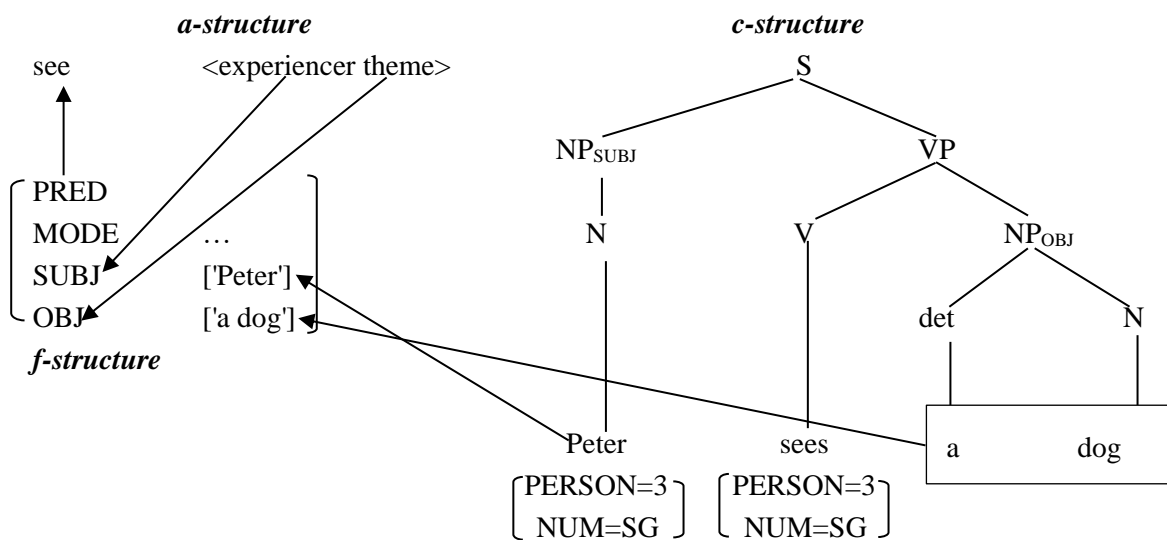 a-structure
c-structure
see <experiencer theme>
S
NPSUBJ VP
PRED
MODE …
N V NPOBJ
SUBJ ['Peter']
OBJ ['a dog']
det N
f-structure
Peter sees a dog
PERSON=3 PERSON=3
NUM=SG NUM=SG